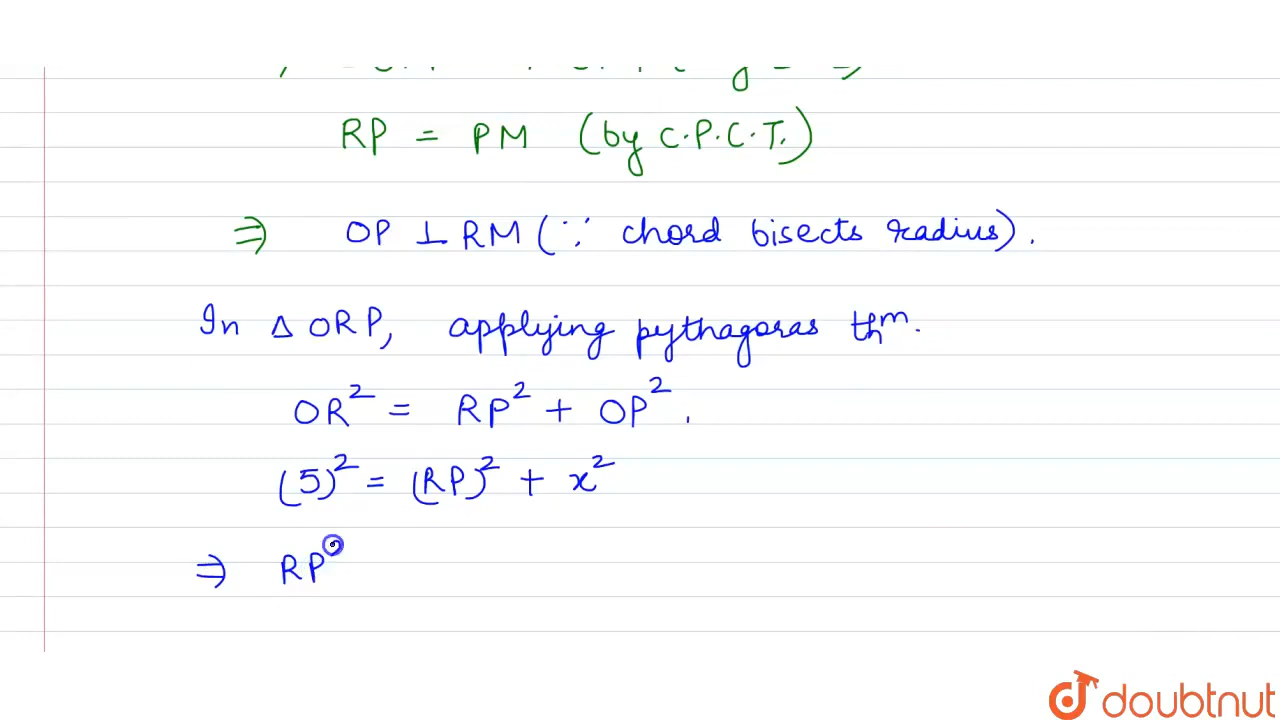 RP = PM (by C.P.C.T.)
⇒ OP ⊥ RM (∵ chord bisects radius).
In △ ORP, applying pythagoras thᵐ.
OR² = RP² + OP².
(5)² = (RP)² + x²
⇒ RP
doubtnut